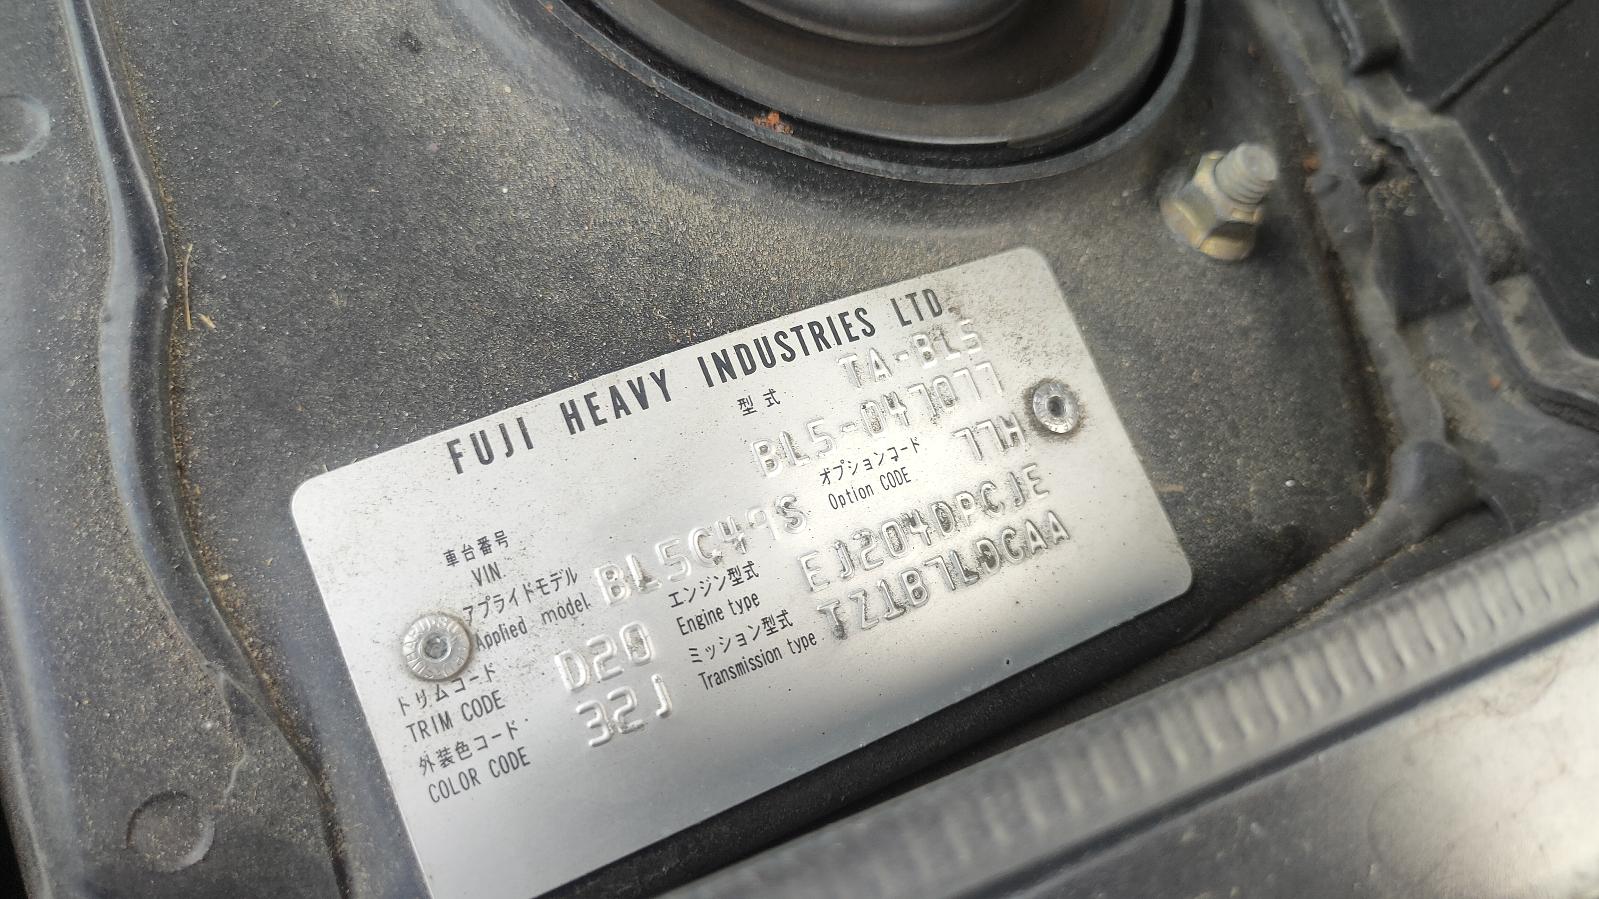 FUJI HEAVY INDUSTRIES LTD.
型式 TA-BL5
車台番号 VIN. BL5-047077
アプライドモデル Applied model. BL5C49S
オプションコード Option CODE 77H
トリムコード TRIM CODE D20
エンジン型式 Engine type EJ204DPCJE
外装色コード COLOR CODE 32J
ミッション型式 Transmission type TZ1B7LDCAA